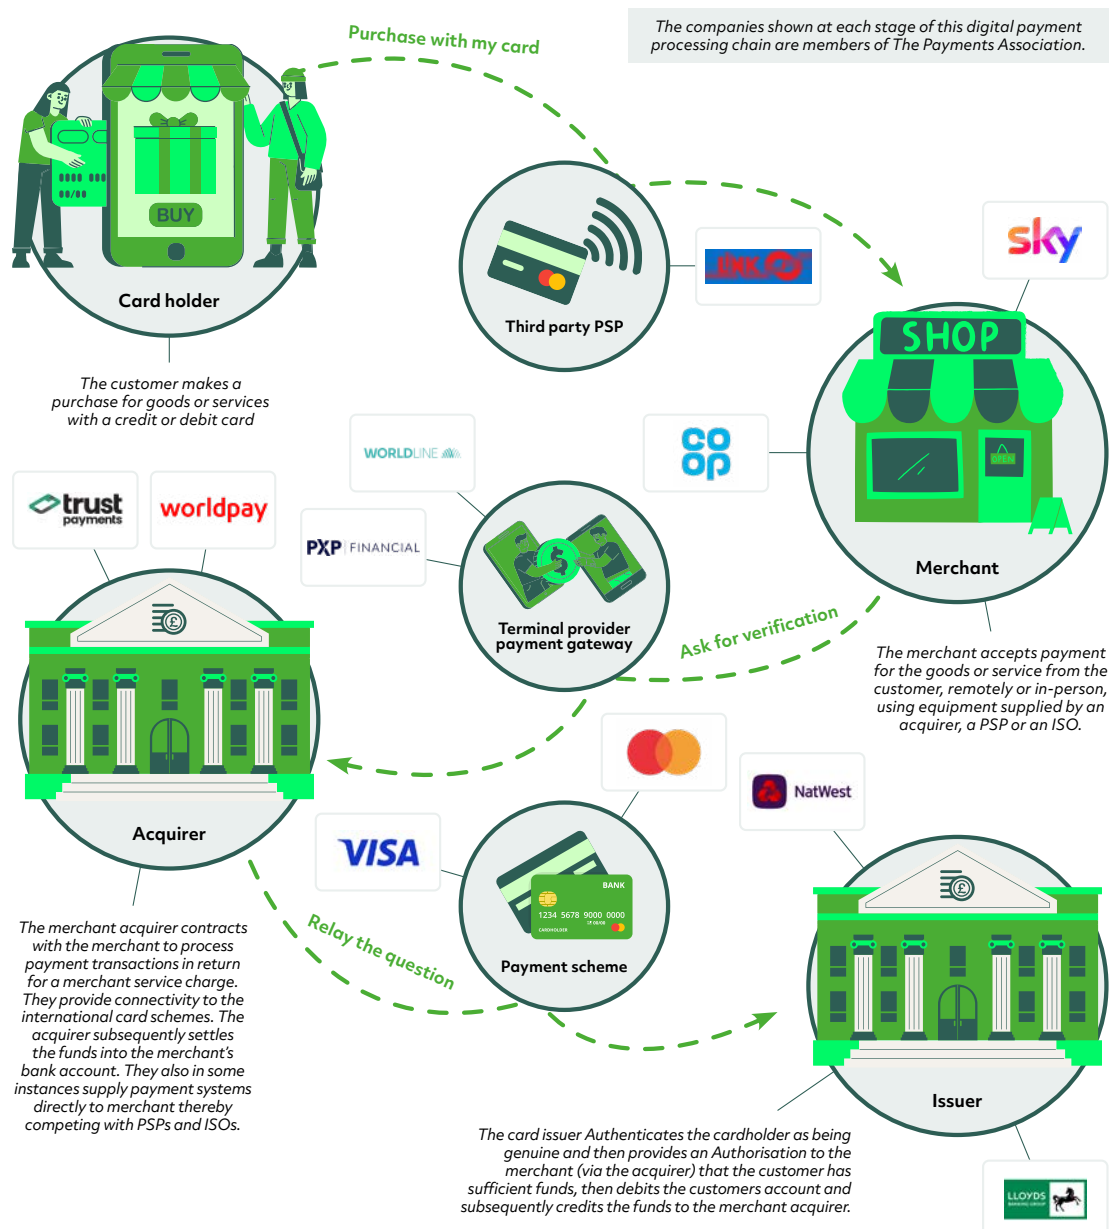 The companies shown at each stage of this digital payment
processing chain are members of The Payments Association.
Purchase with my card
BUY
Card holder
The customer makes a
purchase for goods or services
with a credit or debit card
Third party PSP
LINK
sky
SHOP
OPEN
Merchant
The merchant accepts payment
for the goods or service from the
customer, remotely or in-person,
using equipment supplied by an
acquirer, a PSP or an ISO.
CO
OP
WORLDLINE
PXP | FINANCIAL
Terminal provider
payment gateway
Ask for verification
trust
payments
worldpay
£
Acquirer
The merchant acquirer contracts
with the merchant to process
payment transactions in return
for a merchant service charge.
They provide connectivity to the
international card schemes. The
acquirer subsequently settles
the funds into the merchant's
bank account. They also in some
instances supply payment systems
directly to merchant thereby
competing with PSPs and ISOs.
Relay the question
VISA
BANK
1234 5678 9000 0000
CARDHOLDER
Payment scheme
NatWest
£
Issuer
The card issuer Authenticates the cardholder as being
genuine and then provides an Authorisation to the
merchant (via the acquirer) that the customer has
sufficient funds, then debits the customers account and
subsequently credits the funds to the merchant acquirer.
LLOYDS
BANKING GROUP